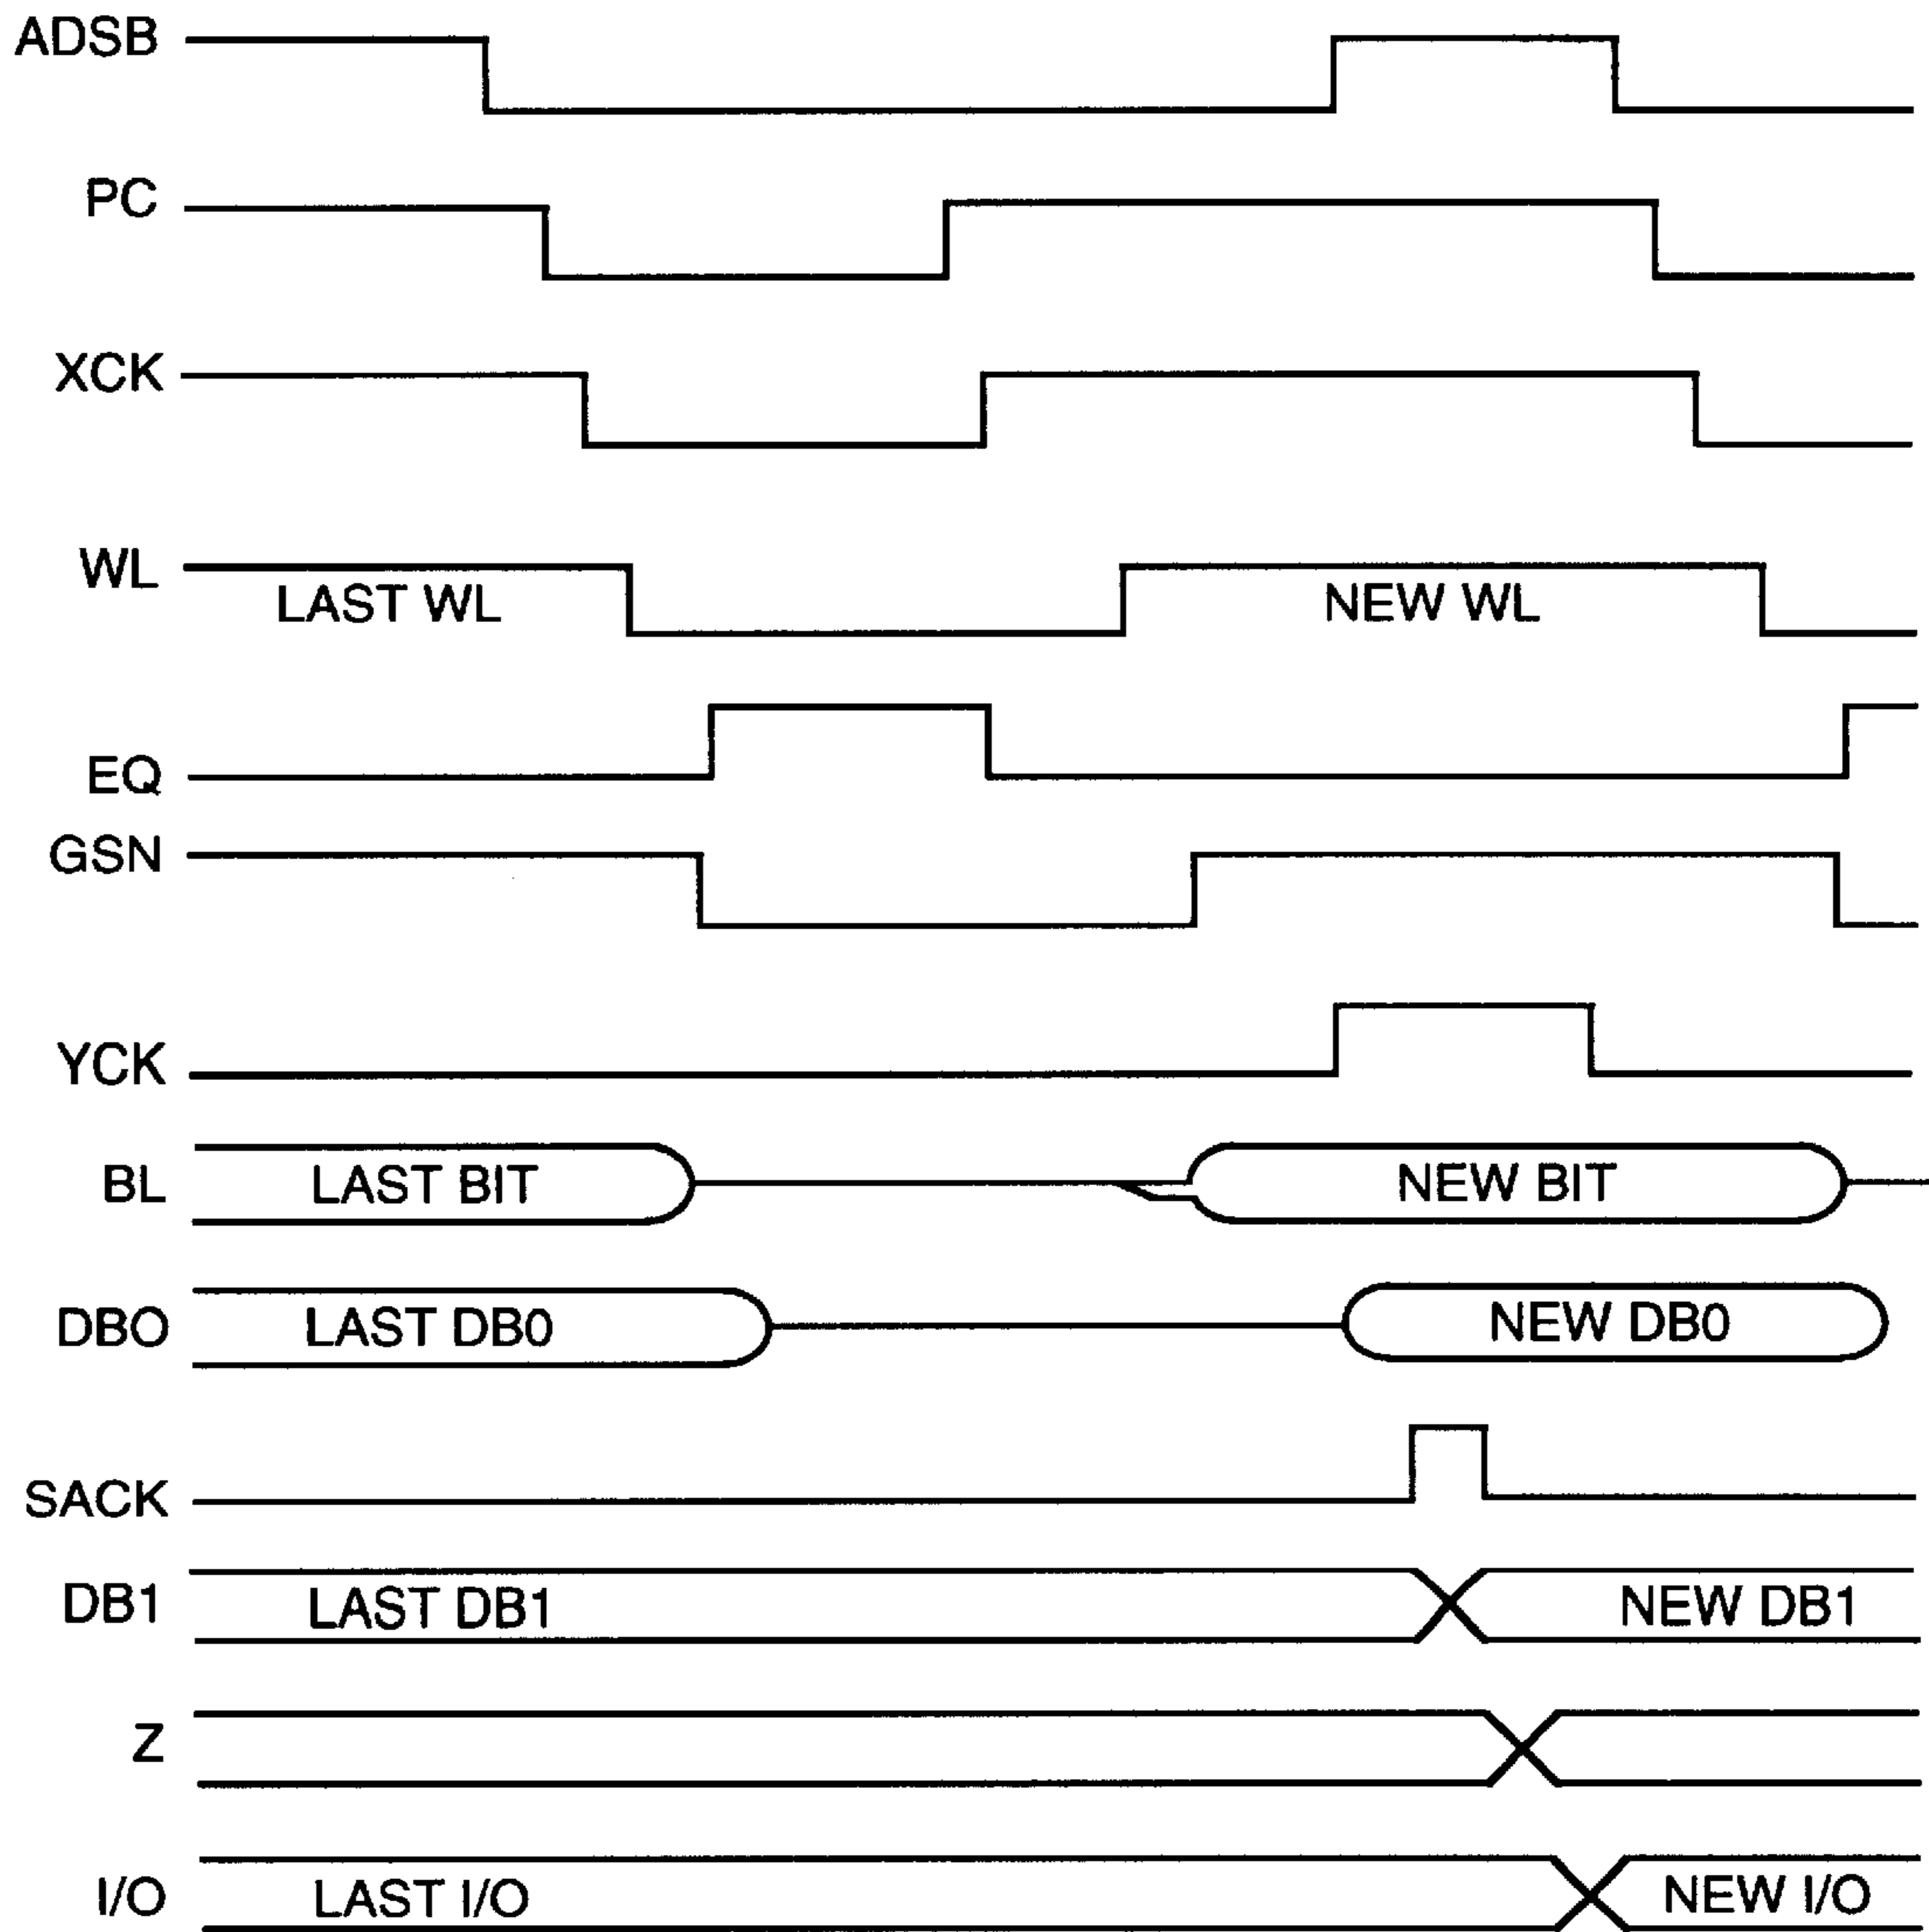 ADSB
PC
XCK
WL LAST WL NEW WL
EQ
GSN
YCK
BL LAST BIT NEW BIT
DBO LAST DB0 NEW DB0
SACK
DB1 LAST DB1 NEW DB1
Z
I/O LAST I/O NEW I/O